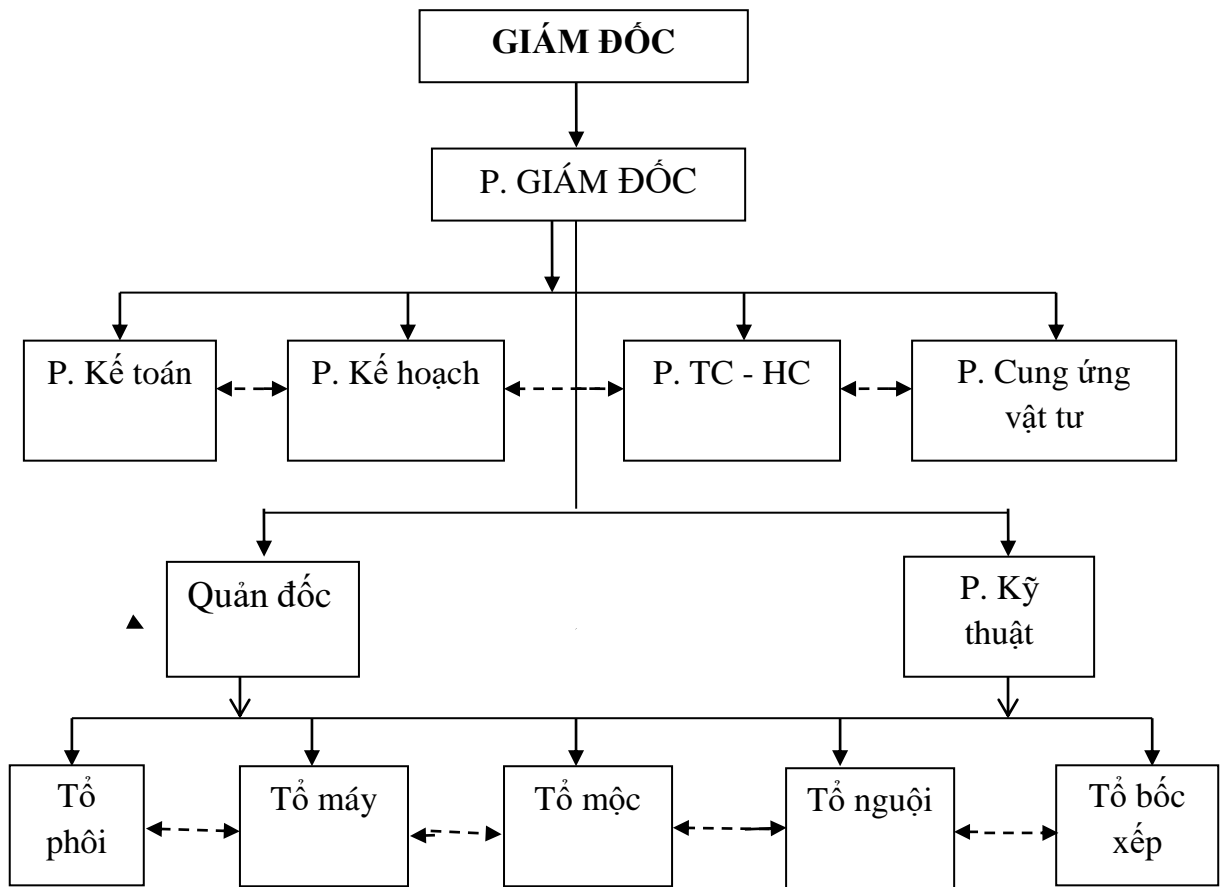 GIÁM ĐỐC
P. GIÁM ĐỐC
P. Kế toán
P. Kế hoạch
P. TC - HC
P. Cung ứng
vật tư
Quản đốc
P. Kỹ
thuật
Tổ
phôi
Tổ máy
Tổ mộc
Tổ nguội
Tổ bốc
xếp